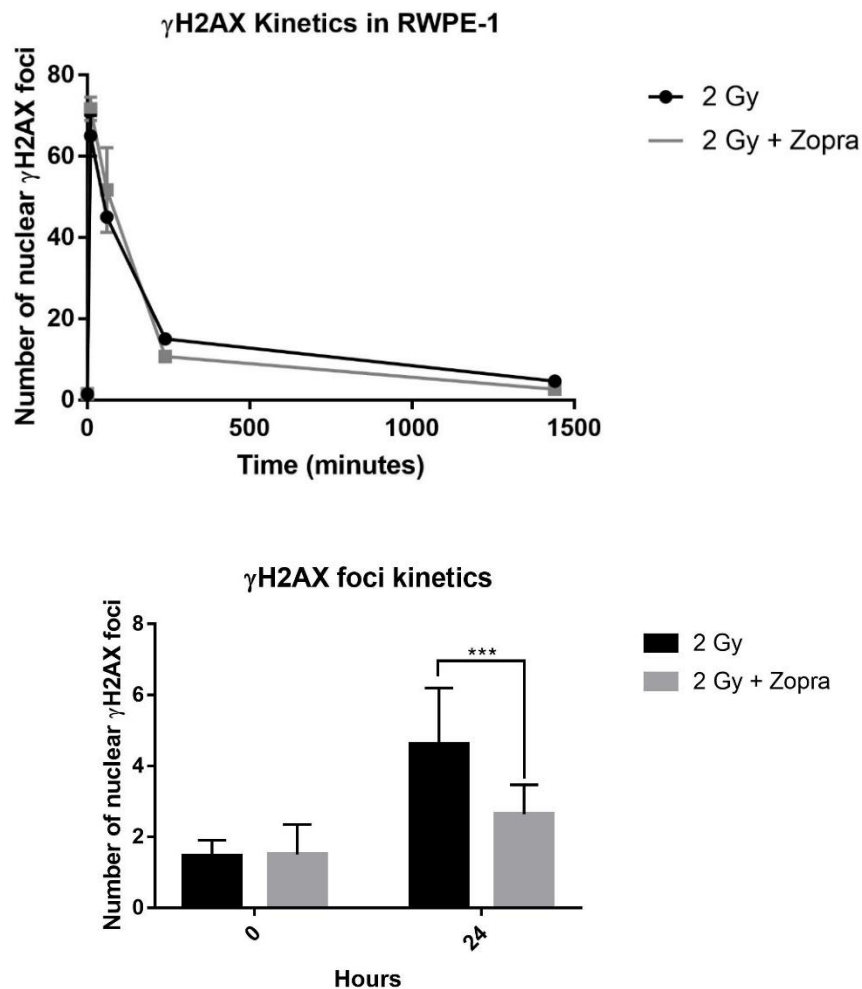 γH2AX Kinetics in RWPE-1
Number of nuclear γH2AX foci
80
60
40
20
0
0 500 1000 1500
Time (minutes)
2 Gy
2 Gy + Zopra
γH2AX foci kinetics
Number of nuclear γH2AX foci
8
6
4
2
0
***
0 24
Hours
2 Gy
2 Gy + Zopra